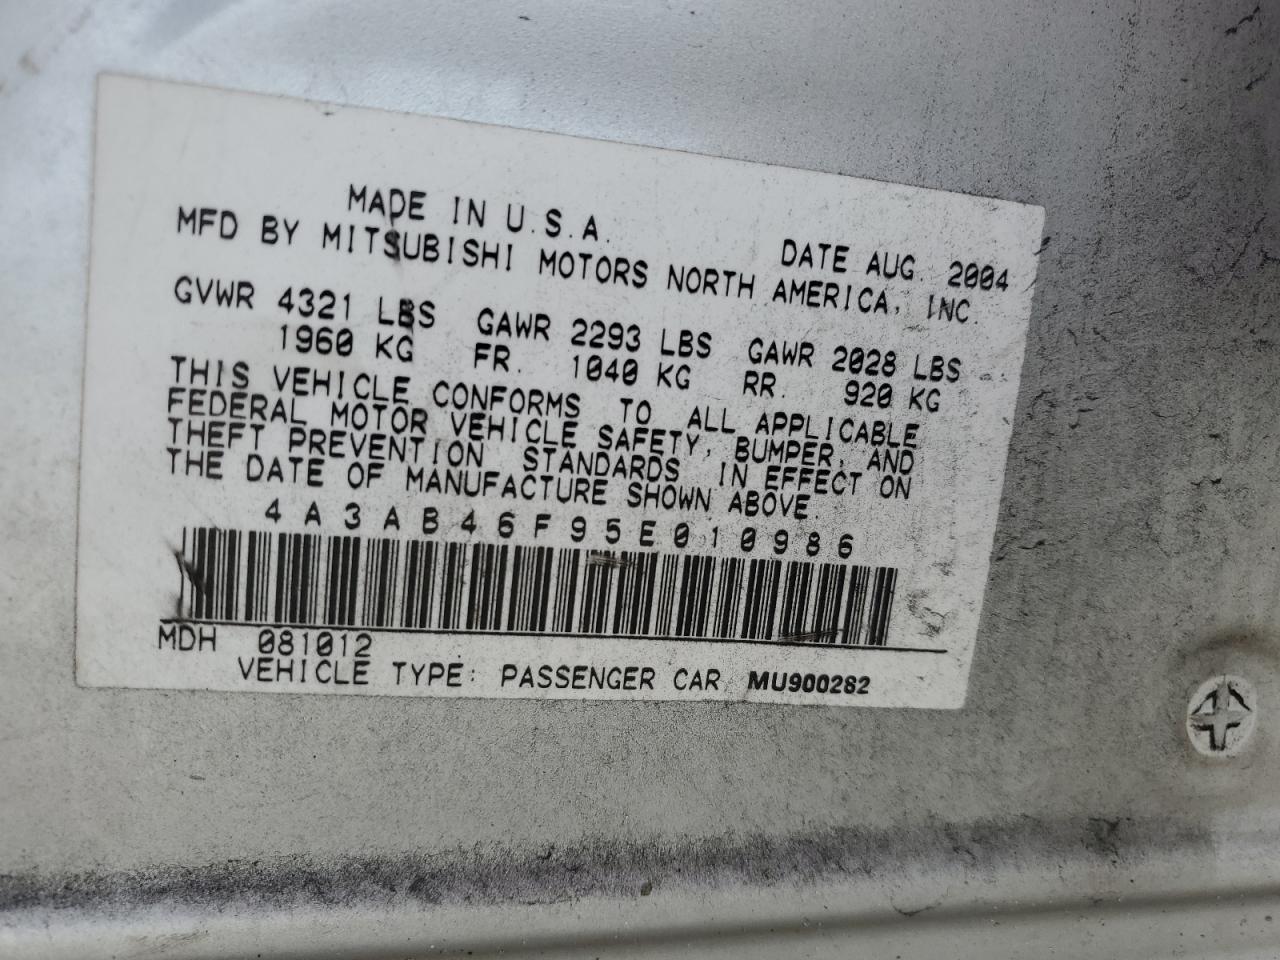 MADE IN U.S.A.
DATE AUG. 2004
MFD BY MITSUBISHI MOTORS NORTH AMERICA, INC.
GVWR 4321 LBS GAWR 2293 LBS GAWR 2028 LBS
1960 KG FR. 1040 KG RR. 920 KG
THIS VEHICLE CONFORMS TO ALL APPLICABLE
FEDERAL MOTOR VEHICLE SAFETY, BUMPER, AND
THEFT PREVENTION STANDARDS IN EFFECT ON
THE DATE OF MANUFACTURE SHOWN ABOVE.
4A3AB46F95E010986
MDH 081012
VEHICLE TYPE: PASSENGER CAR MU900282